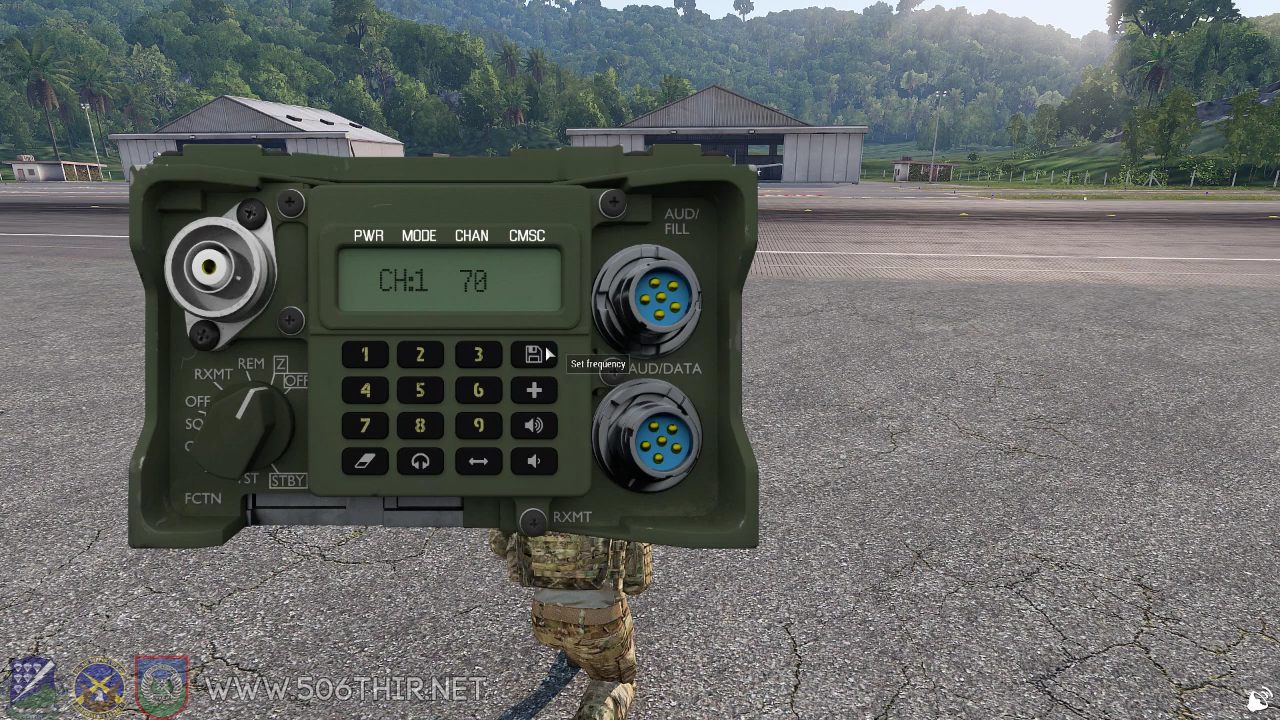 AUD/
FILL
PWR MODE CHAN CMSC
CH:1 70
REM Z
RXMT OFF
1 2 3
Set frequency
AUD/DATA
OFF
4 5 6
7 8 9
ST STBY
FCTN
RXMT
WWW.506THIR.NET